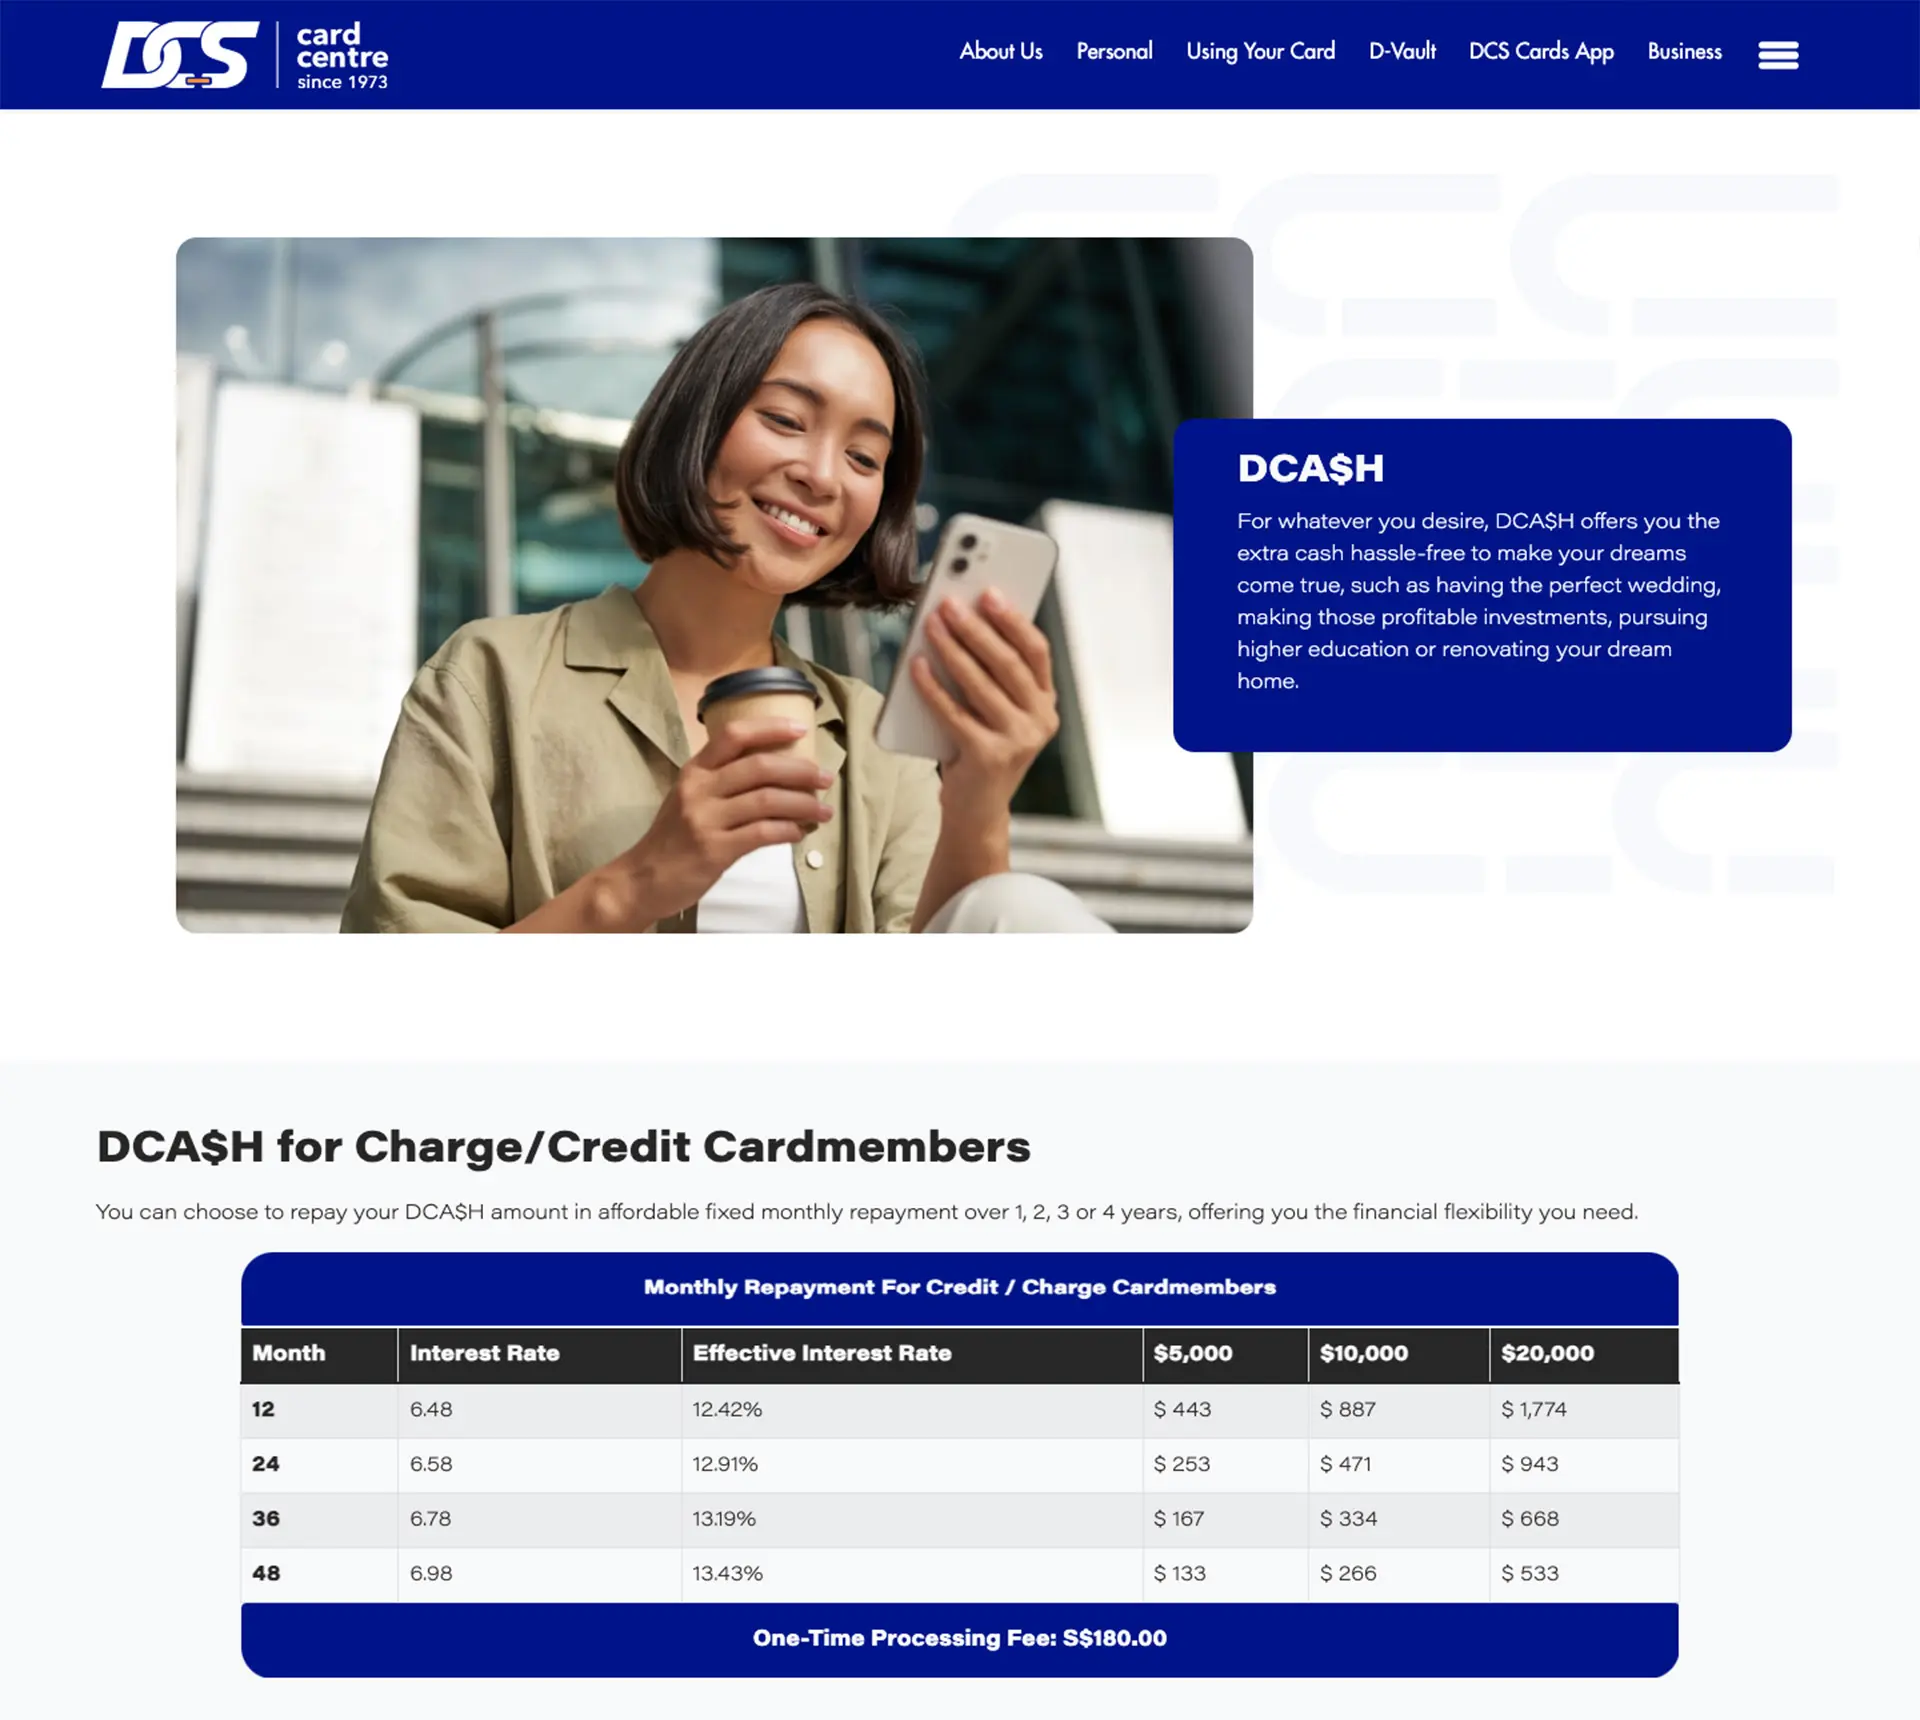 DCS
card
centre
since 1973
About Us Personal Using Your Card D-Vault DCS Cards App Business
DCA$H
For whatever you desire, DCA$H offers you the
extra cash hassle-free to make your dreams
come true, such as having the perfect wedding,
making those profitable investments, pursuing
higher education or renovating your dream
home.
DCA$H for Charge/Credit Cardmembers
You can choose to repay your DCA$H amount in affordable fixed monthly repayment over 1, 2, 3 or 4 years, offering you the financial flexibility you need.
Monthly Repayment For Credit / Charge Cardmembers
Month Interest Rate Effective Interest Rate $5,000 $10,000 $20,000
12 6.48 12.42% $ 443 $ 887 $ 1,774
24 6.58 12.91% $ 253 $ 471 $ 943
36 6.78 13.19% $ 167 $ 334 $ 668
48 6.98 13.43% $ 133 $ 266 $ 533
One-Time Processing Fee: S$180.00